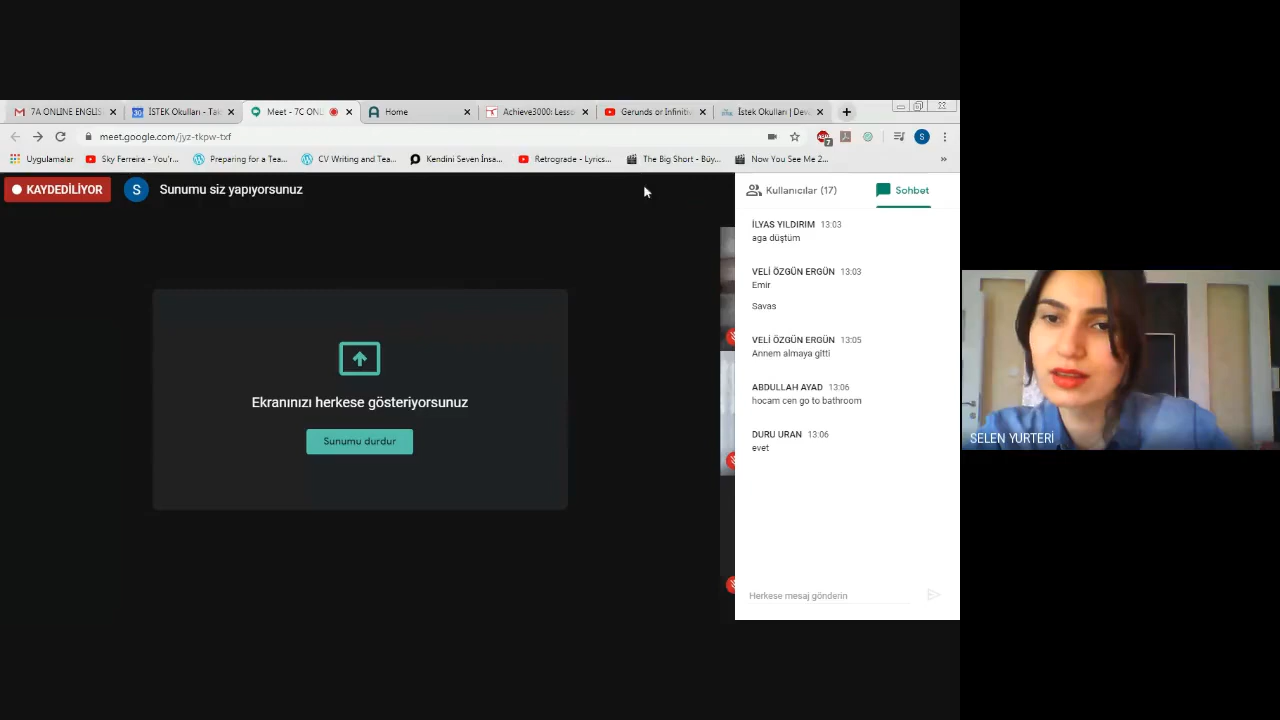 7A ONLINE ENGLIS
İSTEK Okulları - Tak
Meet - 7C ONL
Home
Achieve3000: Lesso
Gerunds or Infinitiv
İstek Okulları | Dev
meet.google.com/jyz-tkpw-txf
7
S
Uygulamalar
Sky Ferreira - You'r...
Preparing for a Tea...
CV Writing and Tea...
Kendini Seven İnsa...
Retrograde - Lyrics...
The Big Short - Büy...
Now You See Me 2...
»
KAYDEDİLİYOR
S
Sunumu siz yapıyorsunuz
Ekranınızı herkese gösteriyorsunuz
Sunumu durdur
Kullanıcılar (17)
Sohbet
İLYAS YILDIRIM 13:03
aga düştüm
VELİ ÖZGÜN ERGÜN 13:03
Emir
Savas
VELİ ÖZGÜN ERGÜN 13:05
Annem almaya gitti
ABDULLAH AYAD 13:06
hocam cen go to bathroom
DURU URAN 13:06
evet
Herkese mesaj gönderin
SELEN YURTERİ